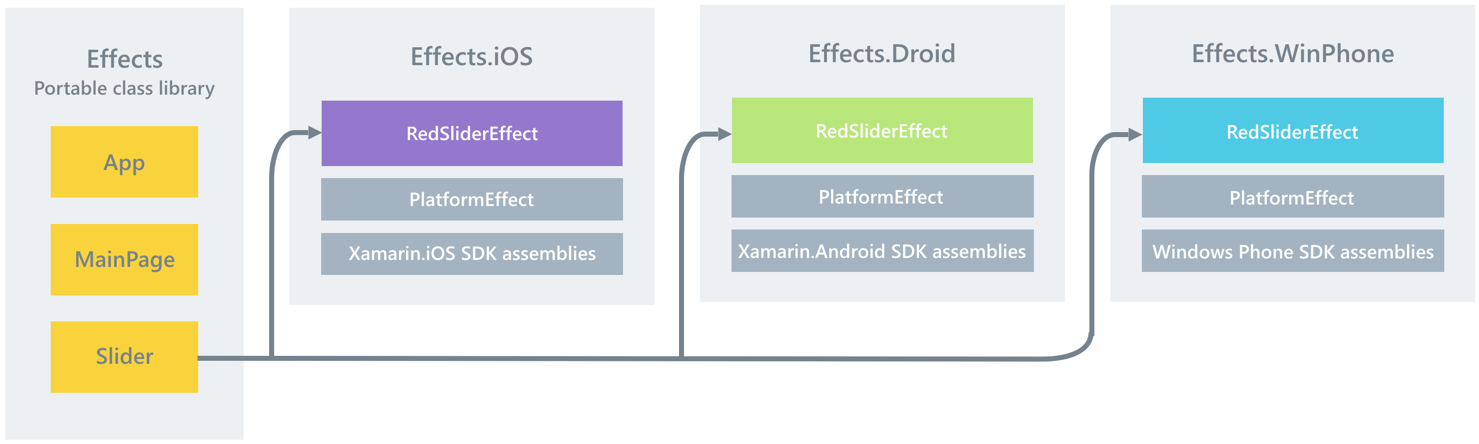 Effects
Portable class library
App
MainPage
Slider
Effects.iOS
RedSliderEffect
PlatformEffect
Xamarin.iOS SDK assemblies
Effects.Droid
RedSliderEffect
PlatformEffect
Xamarin.Android SDK assemblies
Effects.WinPhone
RedSliderEffect
PlatformEffect
Windows Phone SDK assemblies